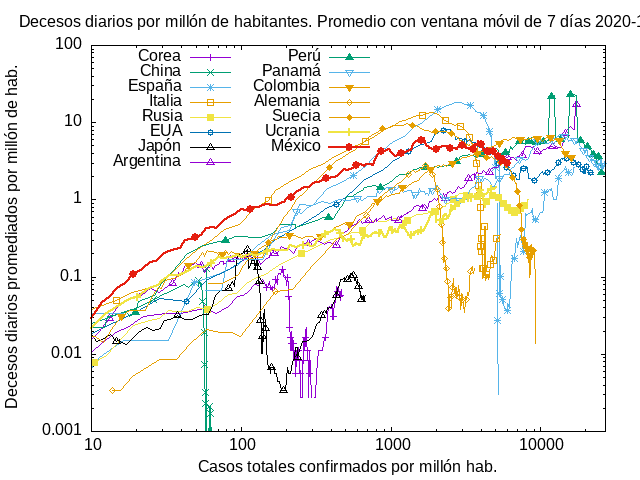 Decesos diarios por millón de habitantes. Promedio con ventana móvil de 7 días 2020-1
Decesos diarios promediados por millón de hab.
100
10
1
0.1
0.01
0.001
Corea Perú
China Panamá
España Colombia
Italia Alemania
Rusia Suecia
EUA Ucrania
Japón México
Argentina
10 100 1000 10000
Casos totales confirmados por millón hab.